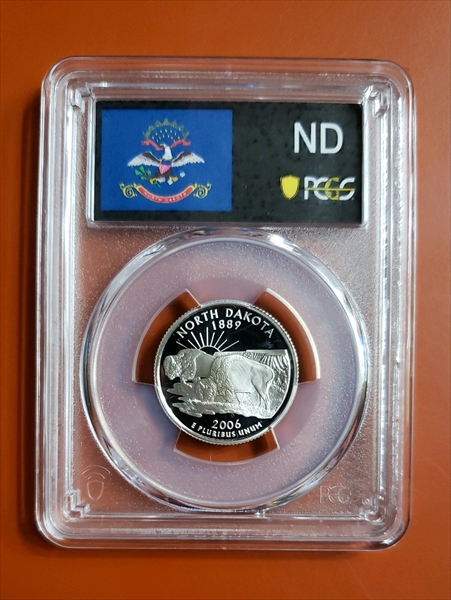 ND
PCGS
NORTH DAKOTA
1889
2006
E PLURIBUS UNUM